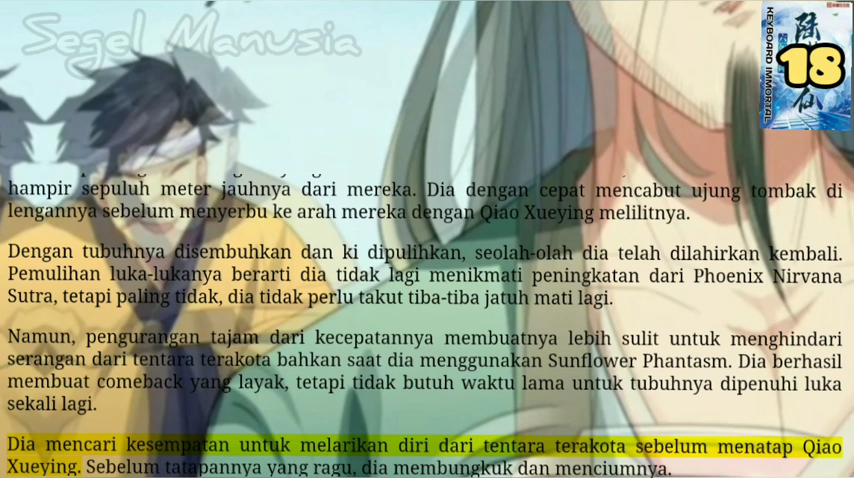 Segel Manusia
KEYBOARD IMMORTAL
18
hampir sepuluh meter jauhnya dari mereka. Dia dengan cepat mencabut ujung tombak di
lengannya sebelum menyerbu ke arah mereka dengan Qiao Xueying melilitnya.
Dengan tubuhnya disembuhkan dan ki dipulihkan, seolah-olah dia telah dilahirkan kembali.
Pemulihan luka-lukanya berarti dia tidak lagi menikmati peningkatan dari Phoenix Nirvana
Sutra, tetapi paling tidak, dia tidak perlu takut tiba-tiba jatuh mati lagi.
Namun, pengurangan tajam dari kecepatannya membuatnya lebih sulit untuk menghindari
serangan dari tentara terakota bahkan saat dia menggunakan Sunflower Phantasm. Dia berhasil
membuat comeback yang layak, tetapi tidak butuh waktu lama untuk tubuhnya dipenuhi luka
sekali lagi.
Dia mencari kesempatan untuk melarikan diri dari tentara terakota sebelum menatap Qiao
Xueying. Sebelum tatapannya yang ragu, dia membungkuk dan menciumnya.